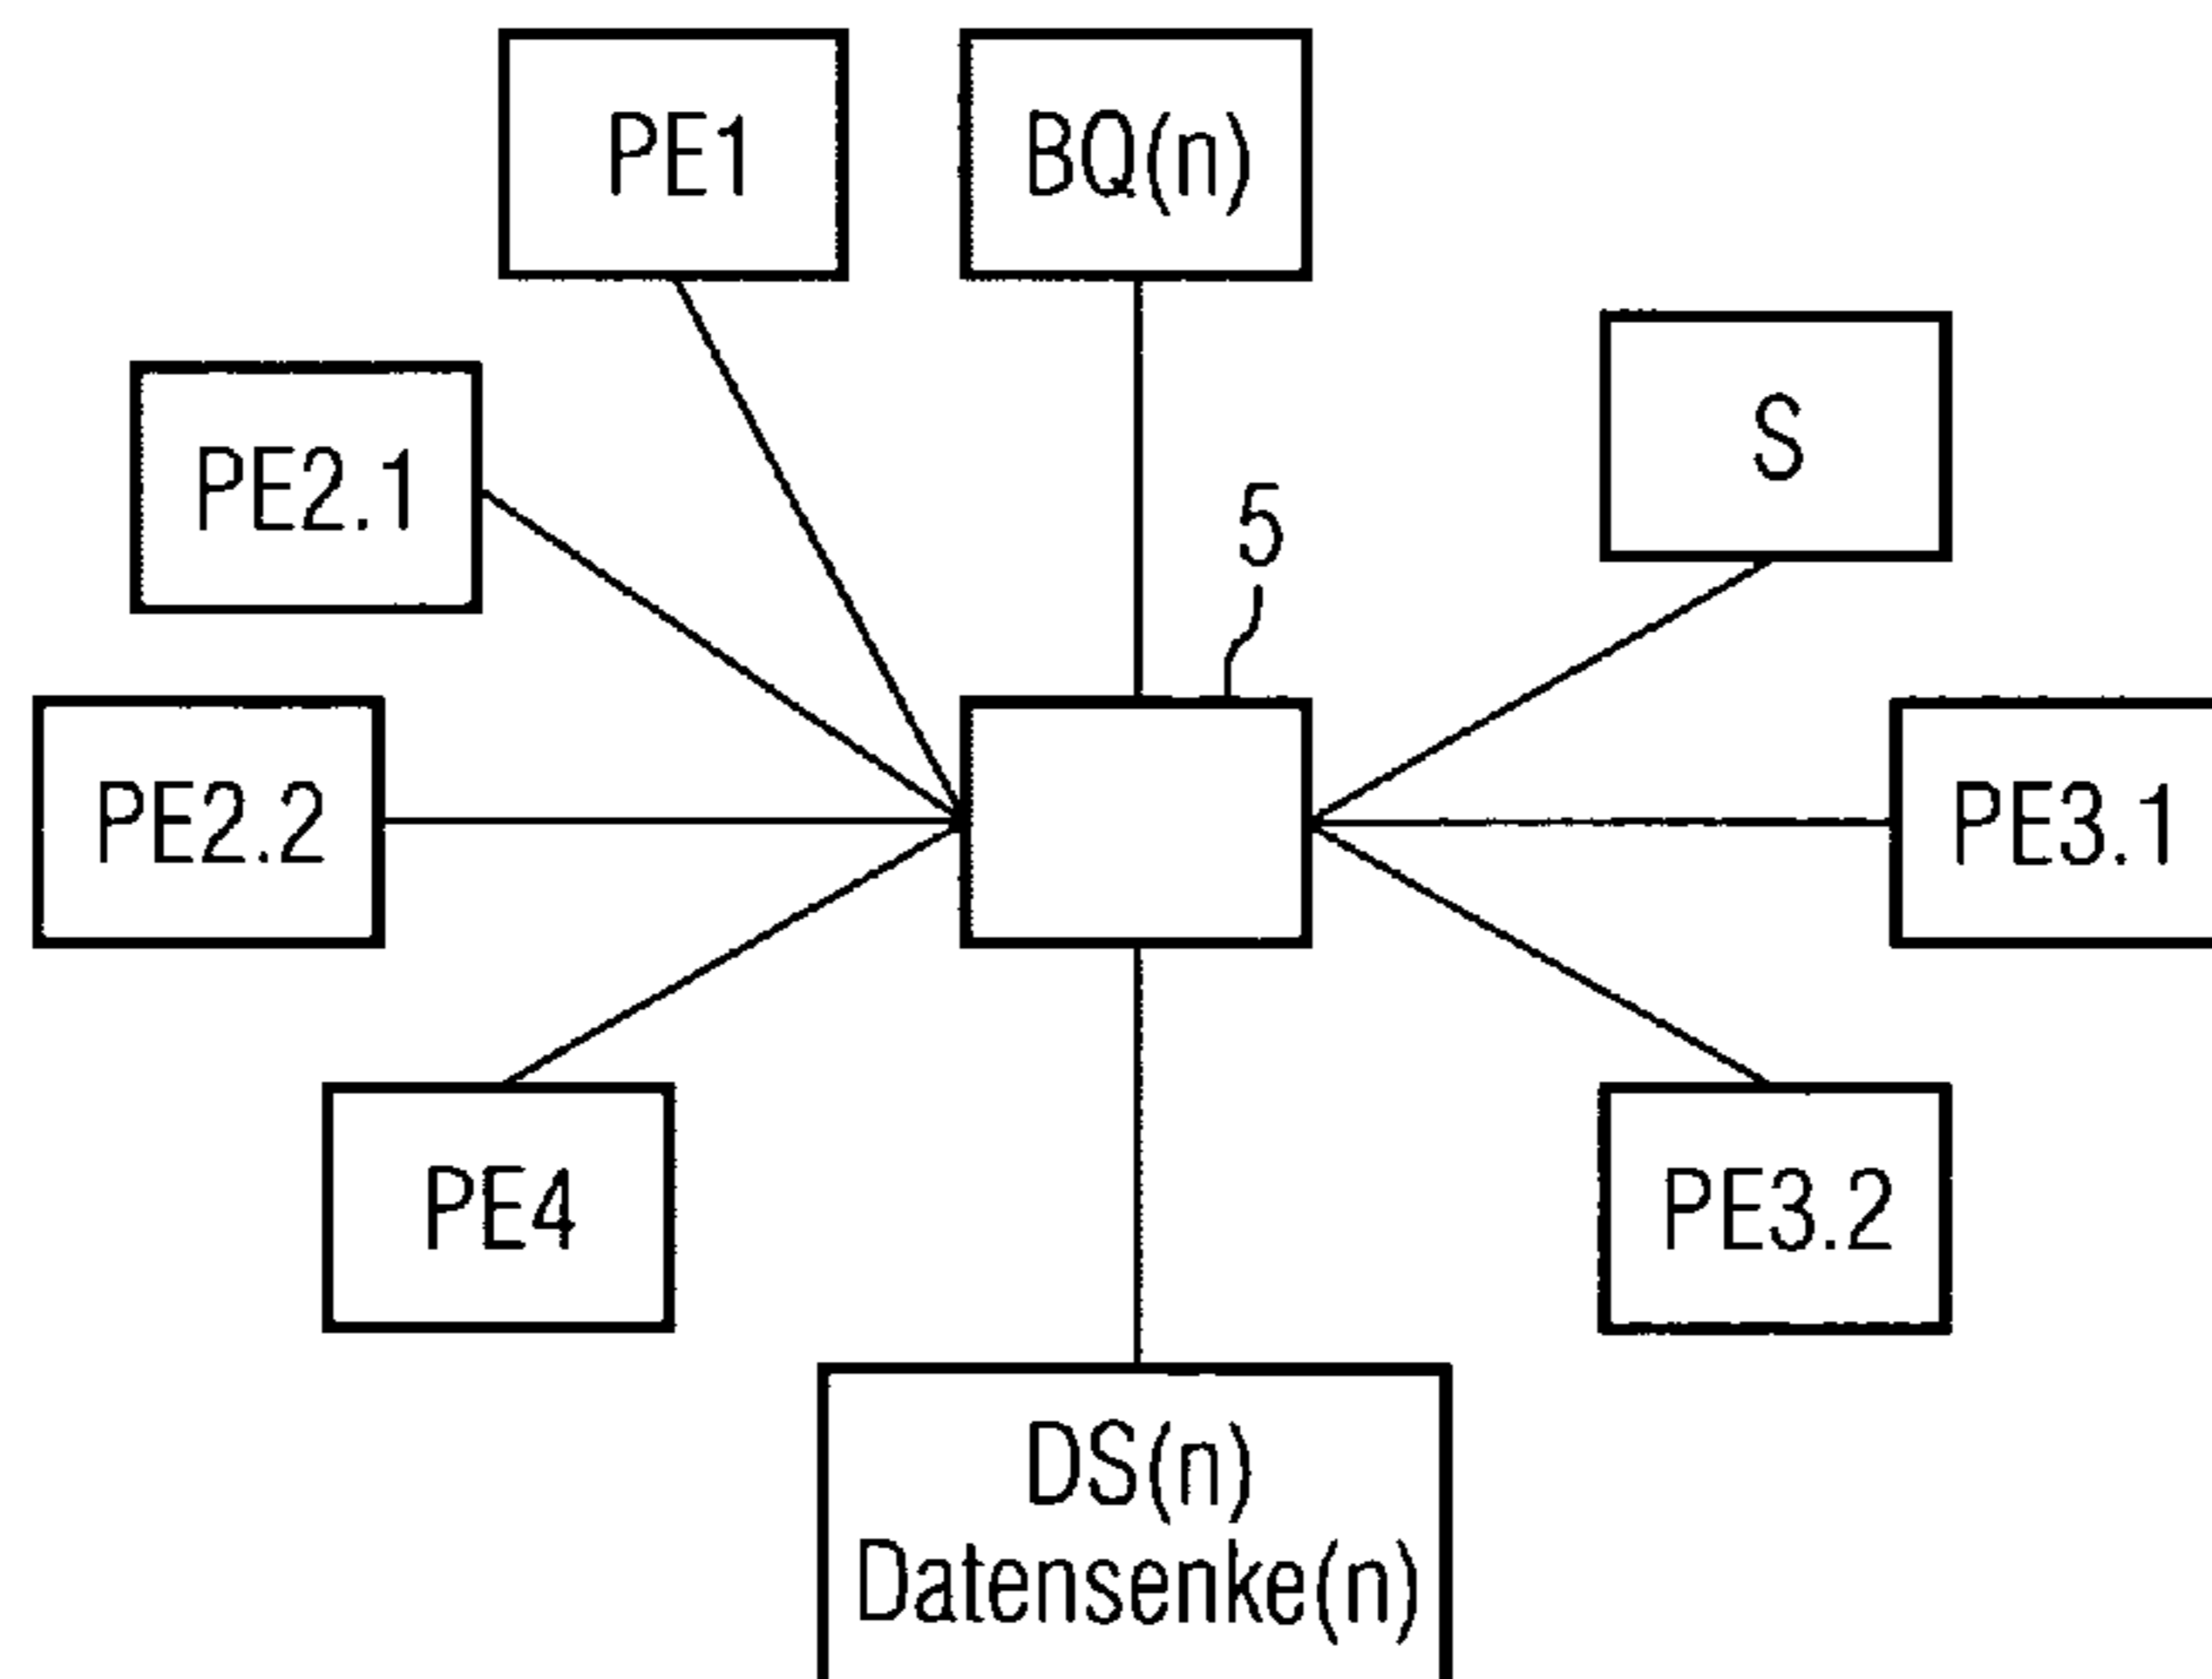 PE1
BQ(n)
S
PE2.1
5
PE2.2
PE3.1
PE4
PE3.2
DS(n)
Datensenke(n)